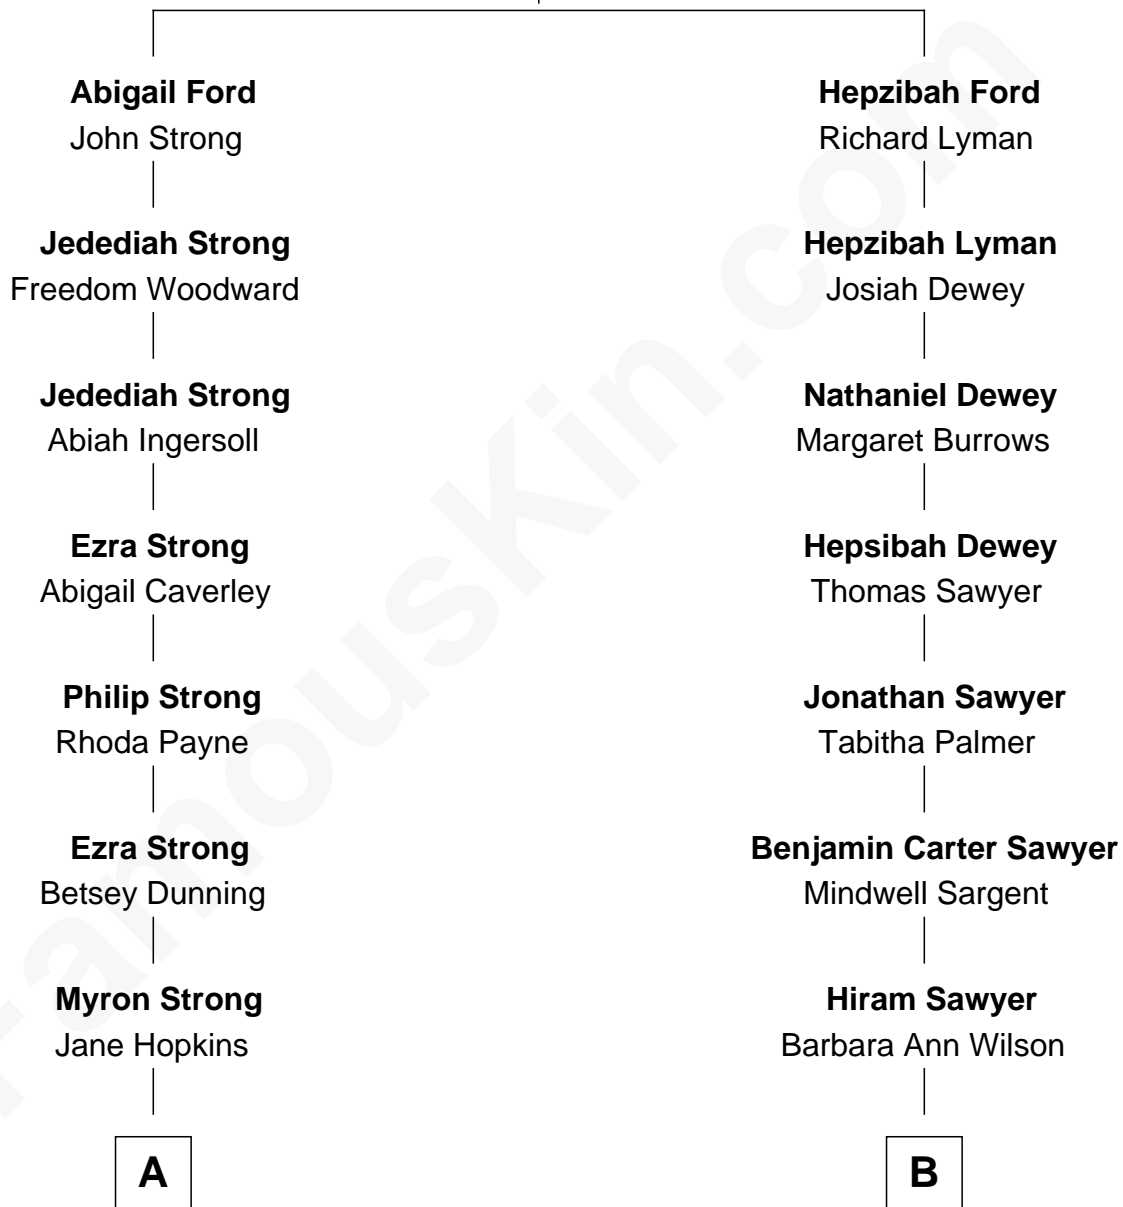 Abigail Ford
John Strong
Hepzibah Ford
Richard Lyman
Jedediah Strong
Freedom Woodward
Hepzibah Lyman
Josiah Dewey
Jedediah Strong
Abiah Ingersoll
Nathaniel Dewey
Margaret Burrows
Ezra Strong
Abigail Caverley
Hepsibah Dewey
Thomas Sawyer
Philip Strong
Rhoda Payne
Jonathan Sawyer
Tabitha Palmer
Ezra Strong
Betsey Dunning
Benjamin Carter Sawyer
Mindwell Sargent
Myron Strong
Jane Hopkins
Hiram Sawyer
Barbara Ann Wilson
A
B
FamousKin.com